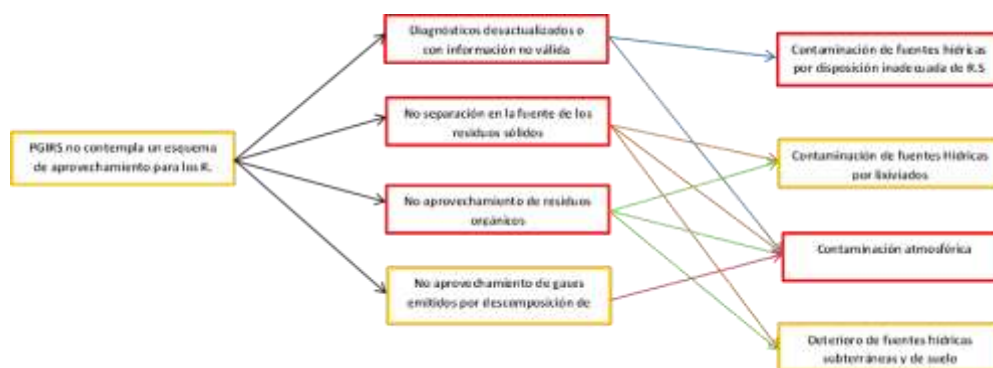 Diagnósticos desactualizados o
con información no válida
Contaminación de fuentes hídricas
por disposición inadecuada de R.S
No separación en la fuente de los
residuos sólidos
PGIRS no contempla un esquema
de aprovechamiento para los R.
Contaminación de fuentes Hídricas
por lixiviados
No aprovechamiento de residuos
orgánicos
Contaminación atmosférica
No aprovechamiento de gases
emitidos por descomposición de
Deterioro de fuentes hídricas
subterráneas y de suelo